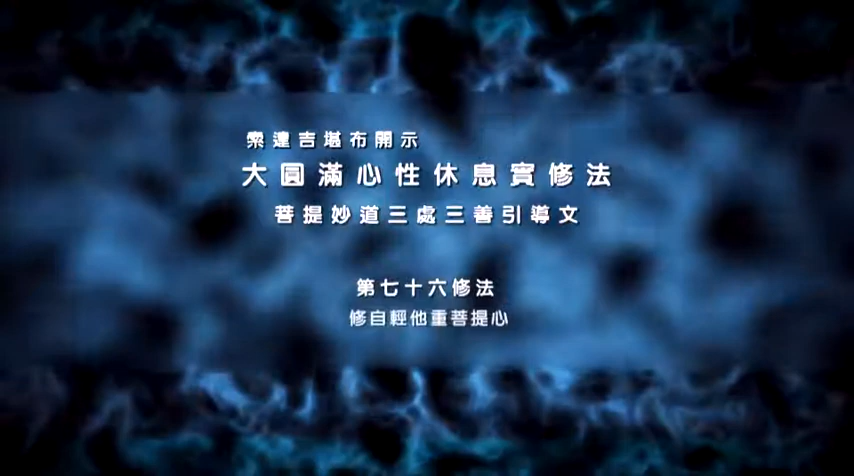 索達吉堪布開示
大圓滿心性休息實修法
菩提妙道三處三善引導文
第七十六修法
修自輕他重菩提心